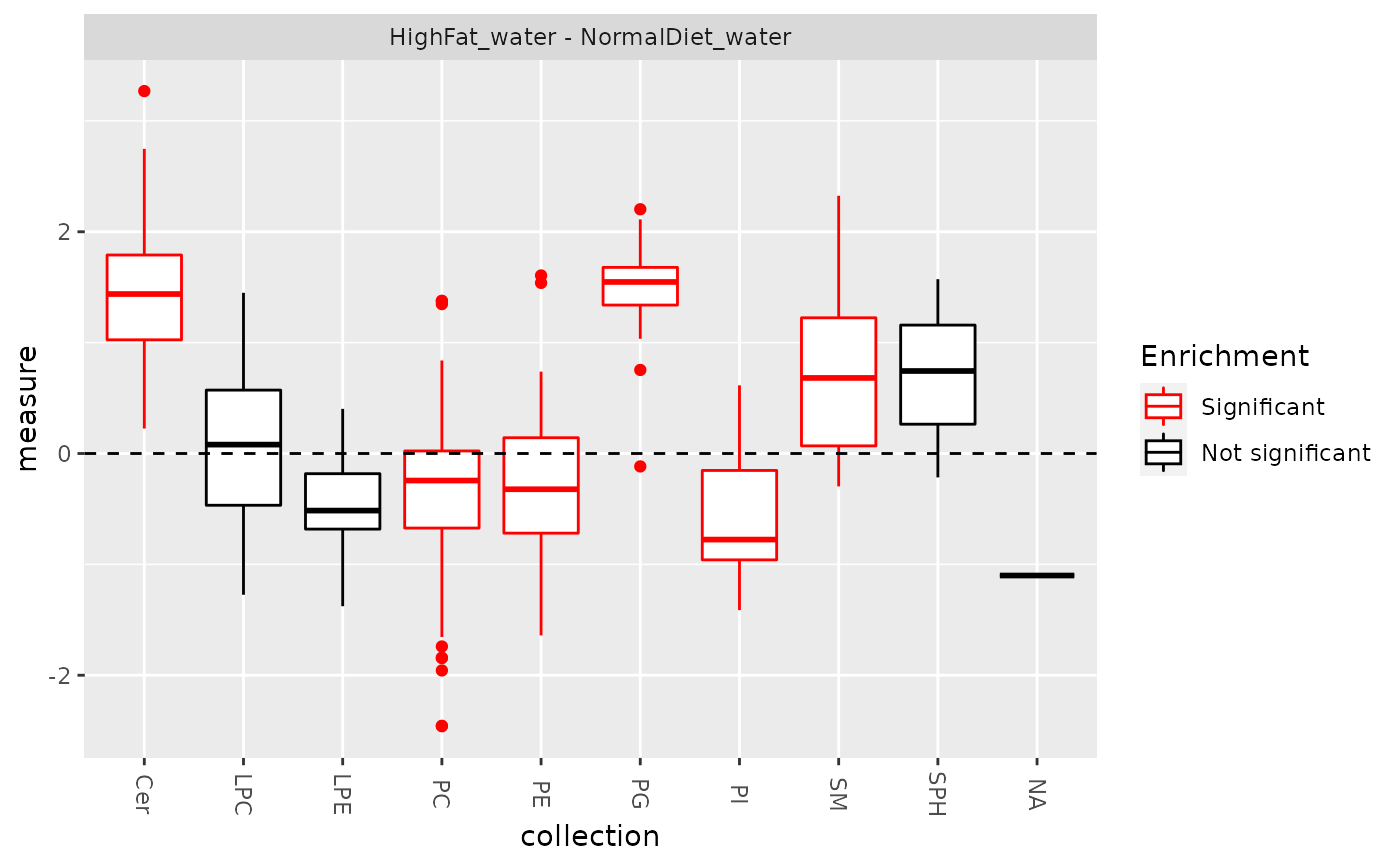 HighFat_water - NormalDiet_water
measure
2
0
-2
Cer
LPC
LPE
PC
PE
PG
PI
SM
SPH
NA
collection
Enrichment
Significant
Not significant